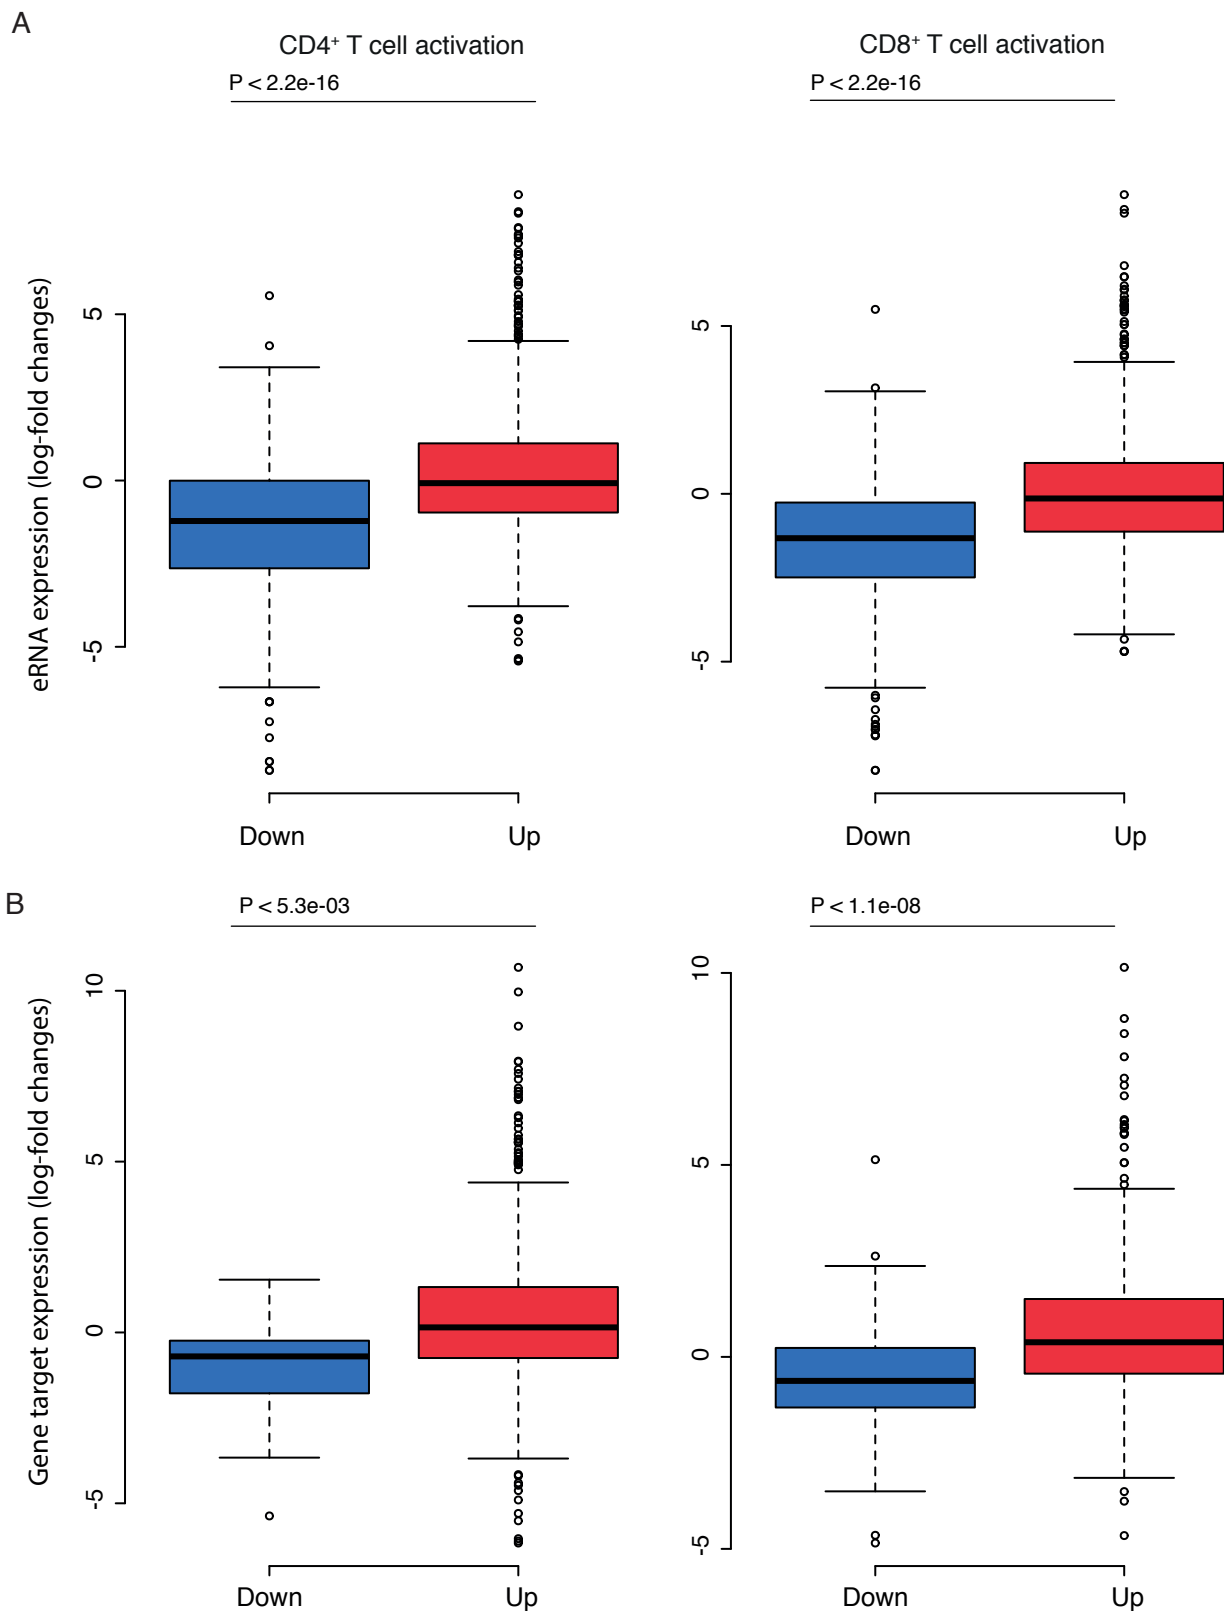 A
CD4⁺ T cell activation
CD8⁺ T cell activation
P < 2.2e-16
P < 2.2e-16
eRNA expression (log-fold changes)
5
0
-5
5
0
-5
Down
Up
Down
Up
B
P < 5.3e-03
P < 1.1e-08
Gene target expression (log-fold changes)
10
5
0
-5
10
5
0
-5
Down
Up
Down
Up